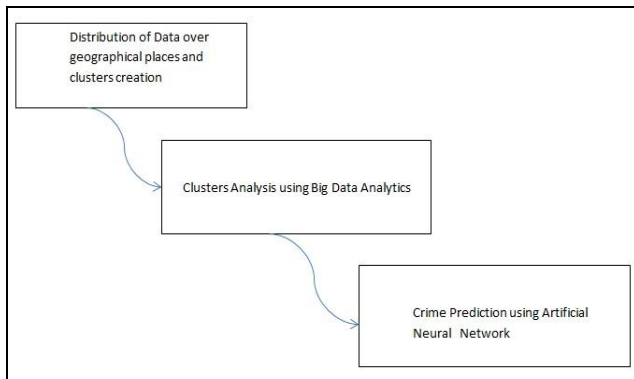 Distribution of Data over
geographical places and
clusters creation
Clusters Analysis using Big Data Analytics
Crime Prediction using Artificial
Neural Network